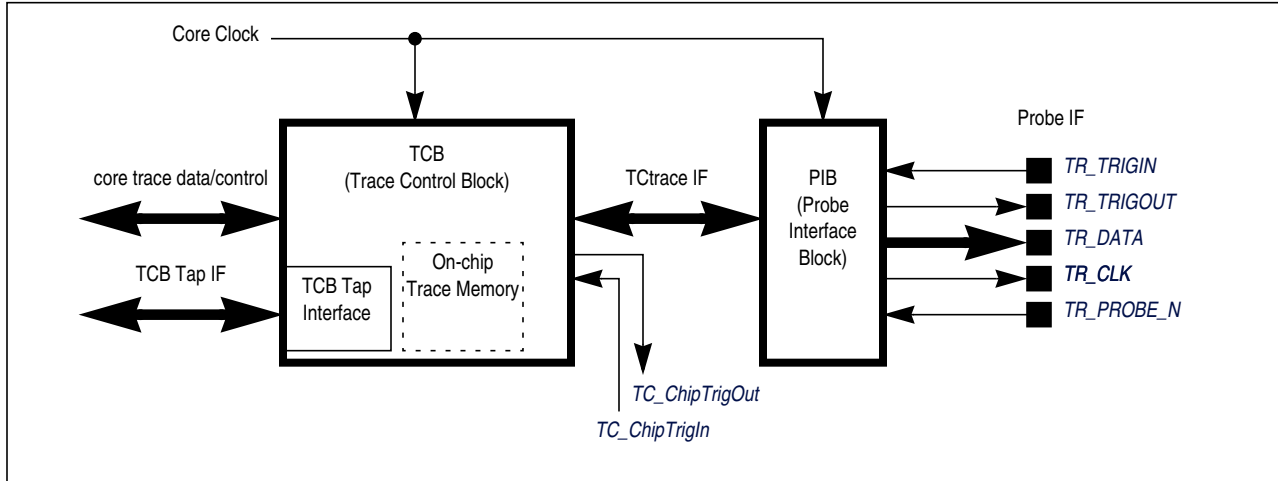 Core Clock
Probe IF
TCB
(Trace Control Block)
core trace data/control
TCtrace IF
PIB
(Probe
Interface
Block)
TR_TRIGIN
TR_TRIGOUT
TR_DATA
TR_CLK
TR_PROBE_N
TCB Tap IF
TCB Tap
Interface
On-chip
Trace Memory
TC_ChipTrigOut
TC_ChipTrigIn